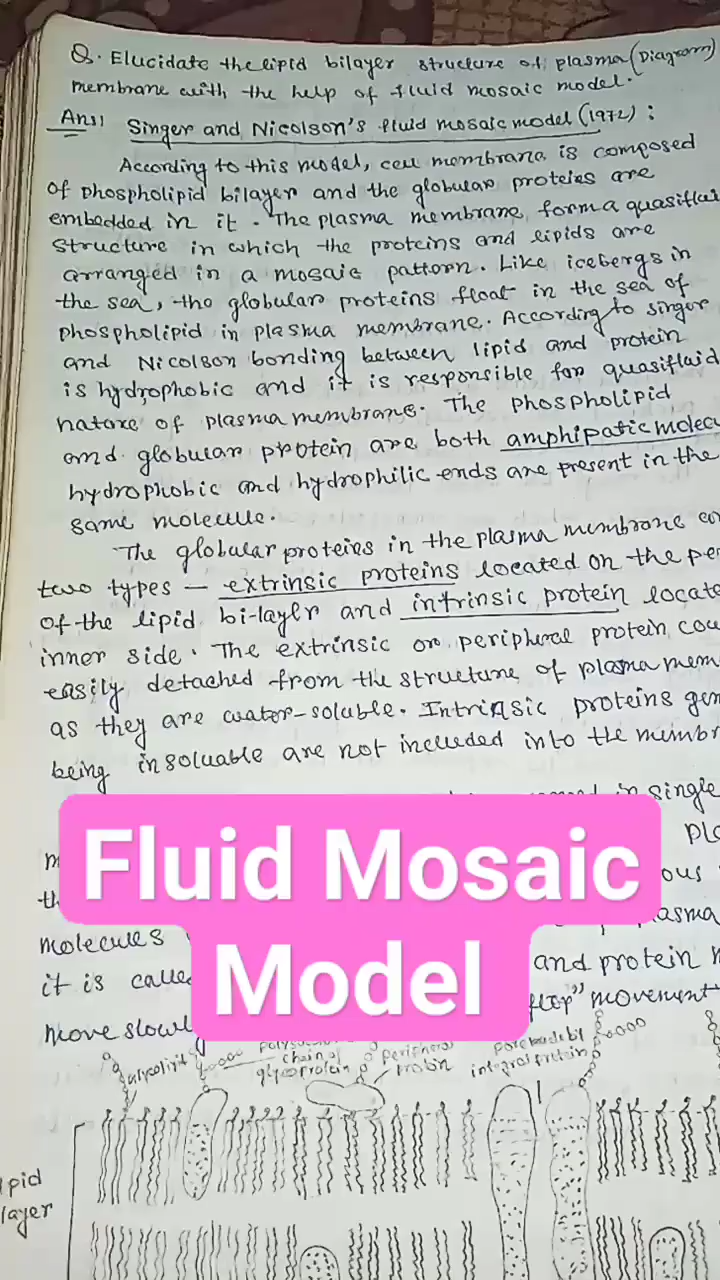 Q. Elucidate the lipid bilayer structure of plasma (Diagram)
membrane with the help of fluid mosaic model.
Ans:
Singer and Nicolson's fluid mosaic model (1972):
According to this model, cell membrane is composed
of phospholipid bilayer and the globular proteins are
embedded in it. The plasma membrane form a quasiflui
structure in which the proteins and lipids are
arranged in a mosaic pattern. Like icebergs in
the sea, the globular proteins float in the sea of
phospholipid in plasma membrane. According to singer
and Nicolson bonding between lipid and protein
is hydrophobic and it is responsible for quasifluid
nature of plasma membrane. The phospholipid
and globular protein are both amphipatic molecu
hydrophobic and hydrophilic ends are present in the
same molecule.
The globular proteins in the plasma membrane
two types — extrinsic proteins located on the
of the lipid bi-layer and intrinsic protein locate
inner side. The extrinsic or peripheral protein cou
easily detached from the structure of plasma mem
as they are water-soluble. Intrinsic proteins gen
being insoluable are not included into the membr
in single
Fluid Mosaic
Model
molecules
it is calle
and protein
move slowl
flop" movement
glycolipid
chain of
glycoprotein
peripheral
protein
pore made by
integral protein
ipid
layer